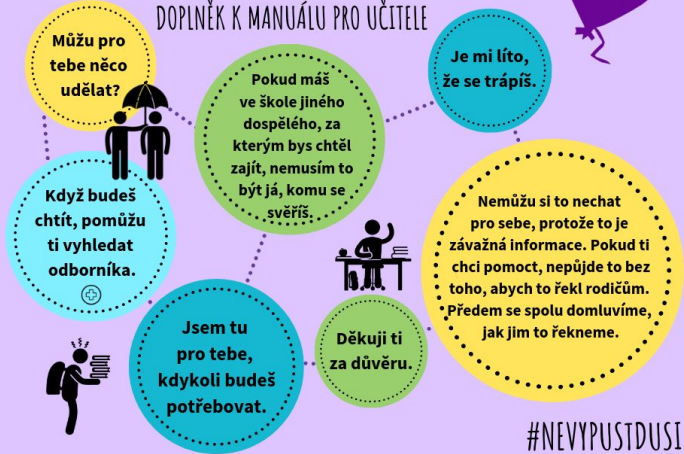 DOPLNĚK K MANUÁLU PRO UČITELE
Můžu pro
tebe něco
udělat?
Pokud máš
ve škole jiného
dospělého, za
kterým bys chtěl
zajít, nemusím to
být já, komu se
svěříš.
Je mi líto,
že se trápíš.
Když budeš
chtít, pomůžu
ti vyhledat
odborníka.
Nemůžu si to nechat
pro sebe, protože to je
závažná informace. Pokud ti
chci pomoct, nepůjde to bez
toho, abych to řekl rodičům.
Předem se spolu domluvíme,
jak jim to řekneme.
Jsem tu
pro tebe,
kdykoli budeš
potřebovat.
Děkuji ti
za důvěru.
#NEVYPUSTDUSI